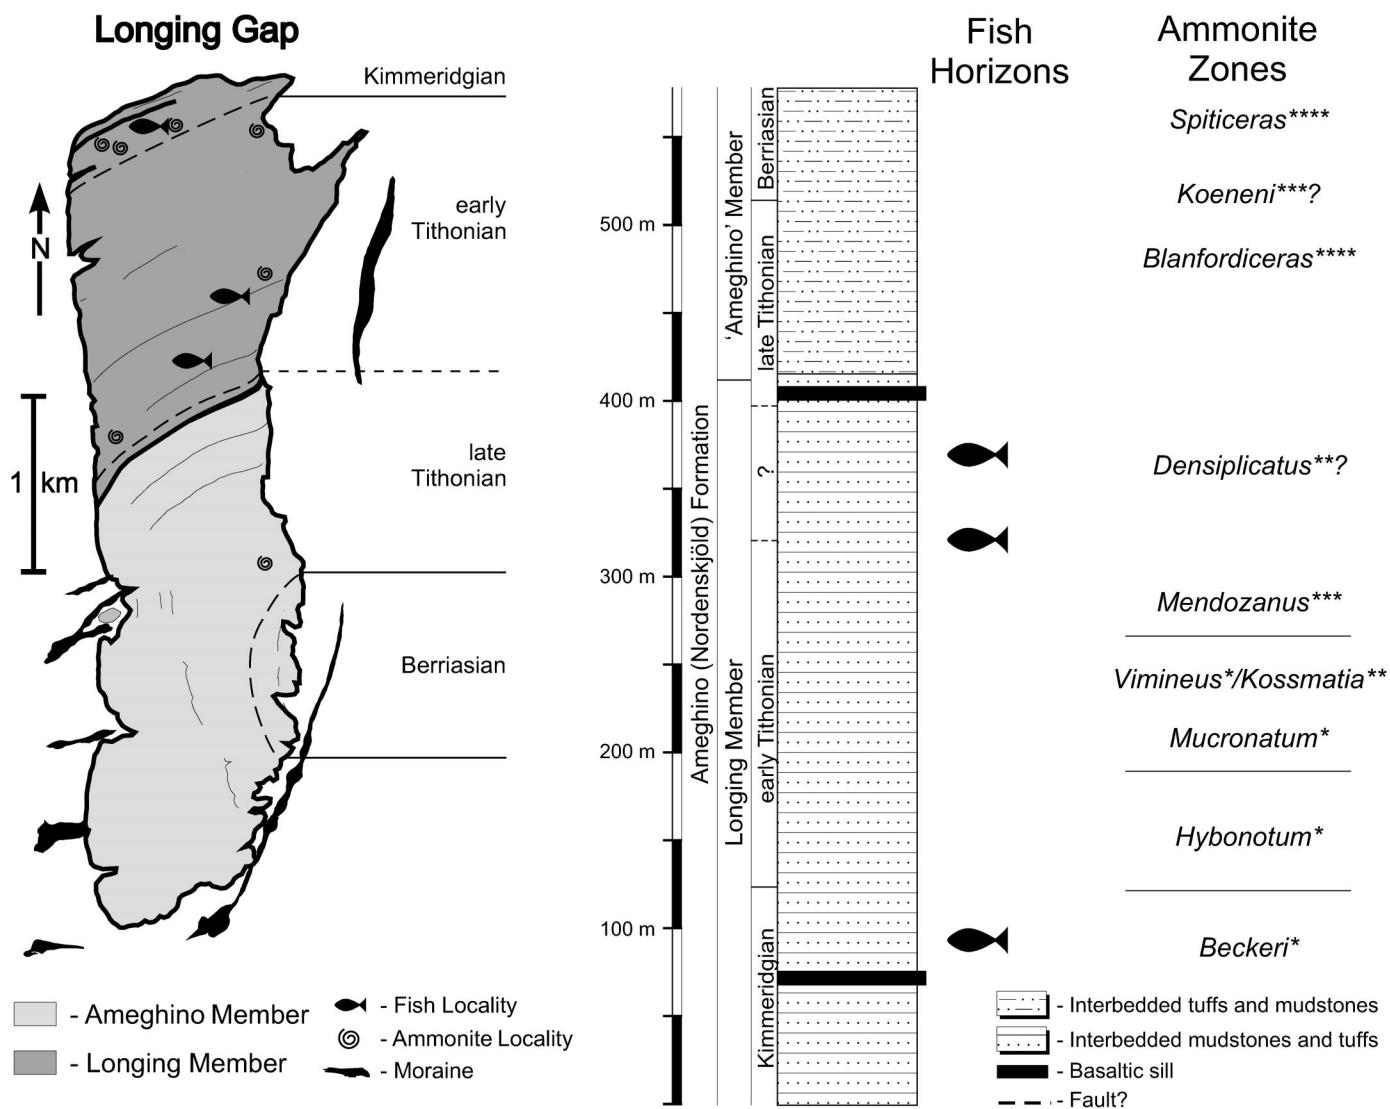 Longing Gap
Kimmeridgian
early
Tithonian
N
late
Tithonian
1 km
Berriasian
- Ameghino Member
- Longing Member
- Fish Locality
- Ammonite Locality
- Moraine
500 m
400 m
300 m
200 m
100 m
Ameghino (Nordenskjöld) Formation
'Ameghino' Member
Longing Member
Berriasian
late Tithonian
?
early Tithonian
Kimmeridgian
Fish
Horizons
Ammonite
Zones
Spiticeras****
Koeneni***?
Blanfordiceras****
Densiplicatus**?
Mendozanus***
Vimineus*/Kossmatia**
Mucronatum*
Hybonotum*
Beckeri*
- Interbedded tuffs and mudstones
- Interbedded mudstones and tuffs
- Basaltic sill
- Fault?